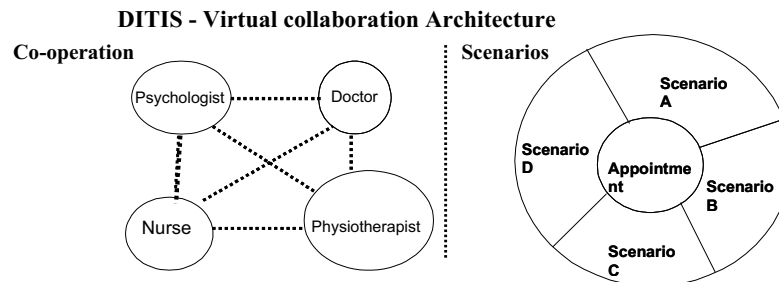 DITIS - Virtual collaboration Architecture
Co-operation
Scenarios
Psychologist
Doctor
Nurse
Physiotherapist
Scenario
A
Scenario
D
Appointme
nt
Scenario
B
Scenario
C